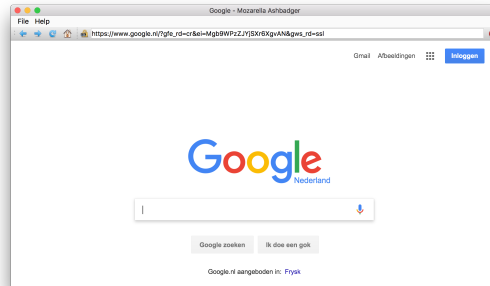 Google - Mozarella Ashbadger
File Help
https://www.google.nl/?gfe_rd=cr&ei=Mgb9WPzZJYjSXr6XgvAN&gws_rd=ssl
Gmail Afbeeldingen Inloggen
Google
Nederland
Google zoeken Ik doe een gok
Google.nl aangeboden in: Frysk